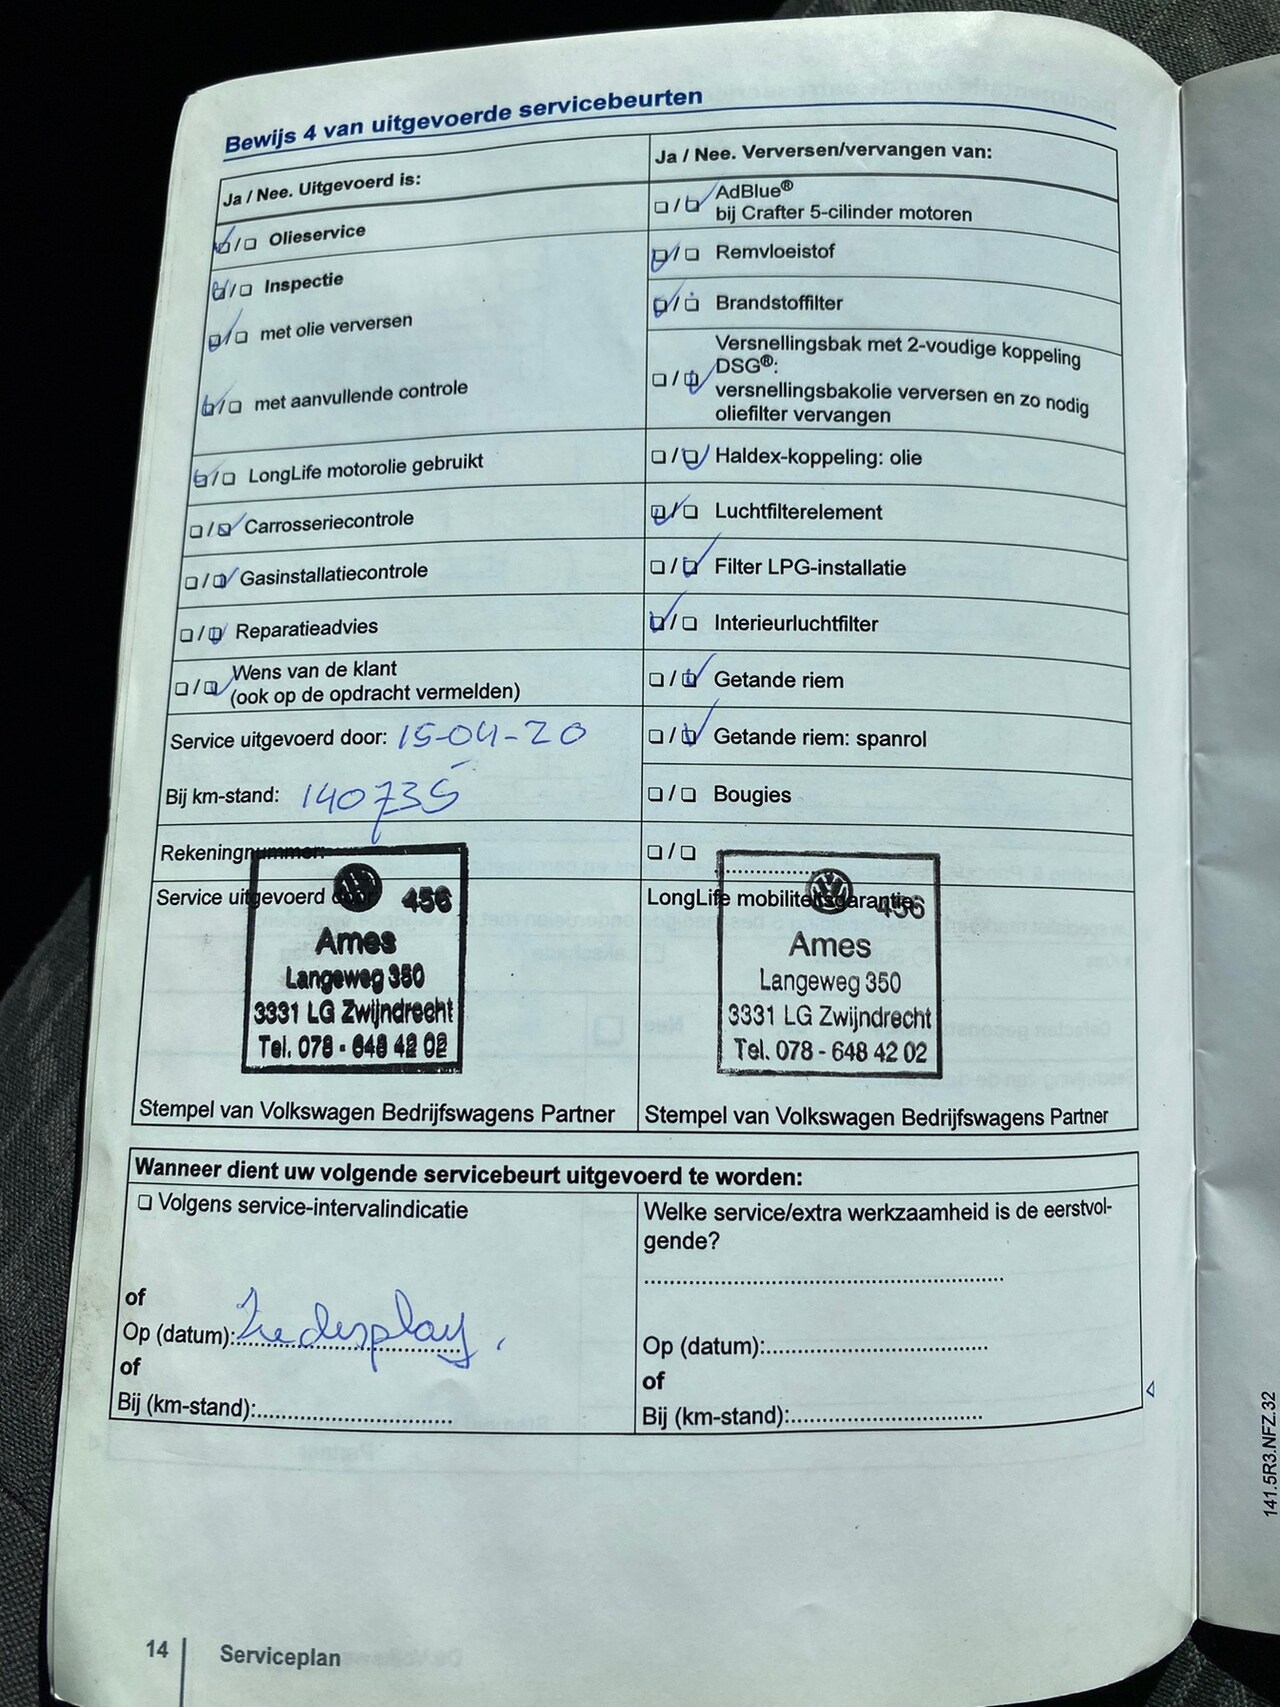 Bewijs 4 van uitgevoerde servicebeurten
Ja / Nee. Uitgevoerd is:
Olieservice
Inspectie
met olie verversen
met aanvullende controle
LongLife motorolie gebruikt
Carrosseriecontrole
Gasinstallatiecontrole
Reparatieadvies
Wens van de klant
(ook op de opdracht vermelden)
Service uitgevoerd door: 15-04-20
Bij km-stand: 140735
Rekeningnummer:
Service uitgevoerd door:
456
Ames
Langeweg 350
3331 LG Zwijndrecht
Tel. 078 - 648 42 02
Stempel van Volkswagen Bedrijfswagens Partner
Ja / Nee. Verversen/vervangen van:
AdBlue®
bij Crafter 5-cilinder motoren
Remvloeistof
Brandstoffilter
Versnellingsbak met 2-voudige koppeling
DSG®:
versnellingsbakolie verversen en zo nodig
oliefilter vervangen
Haldex-koppeling: olie
Luchtfilterelement
Filter LPG-installatie
Interieurluchtfilter
Getande riem
Getande riem: spanrol
Bougies
LongLife mobiliteitsgarantie
456
Ames
Langeweg 350
3331 LG Zwijndrecht
Tel. 078 - 648 42 02
Stempel van Volkswagen Bedrijfswagens Partner
Wanneer dient uw volgende servicebeurt uitgevoerd te worden:
Volgens service-intervalindicatie
of
Op (datum): Zie display.
of
Bij (km-stand):
Welke service/extra werkzaamheid is de eerstvol-
gende?
Op (datum):
of
Bij (km-stand):
141.5R3.NFZ.32
14 Serviceplan